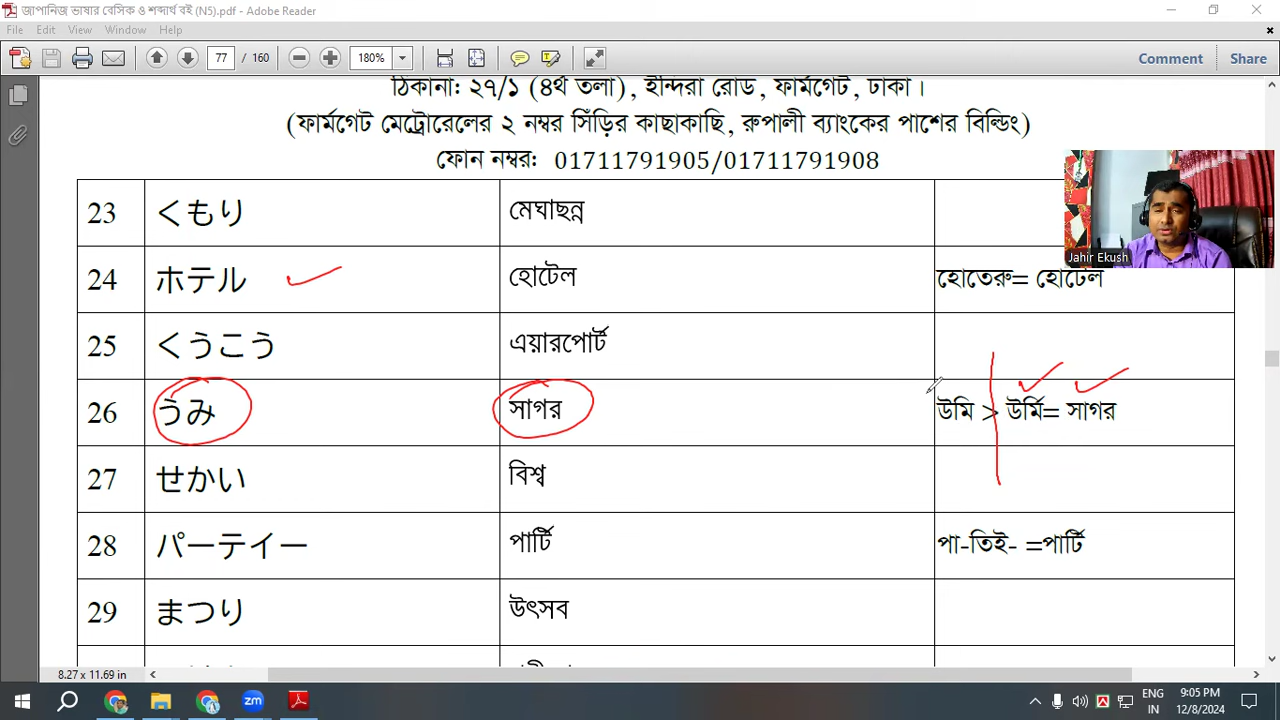 জাপানিজ ভাষার বেসিক ও শব্দার্থ বই (N5).pdf - Adobe Reader
File Edit View Window Help
77 / 160 180% Comment Share
ঠিকানা: ২৭/১ (৪র্থ তলা), ইন্দিরা রোড, ফার্মগেট, ঢাকা।
(ফার্মগেট মেট্রোরেলের ২ নম্বর সিঁড়ির কাছাকাছি, রুপালী ব্যাংকের পাশের বিল্ডিং)
ফোন নম্বর: 01711791905/01711791908
23 くもり মেঘাছন্ন
24 ホテル হোটেল হোতেরু= হোটেল
25 くうこう এয়ারপোর্ট
26 うみ সাগর উমি > উর্মি= সাগর
27 せかい বিশ্ব
28 パーテイー পার্টি পা-তিই- =পার্টি
29 まつり উৎসব
Jahir Ekush
8.27 x 11.69 in
zm
ENG 9:05 PM
IN 12/8/2024